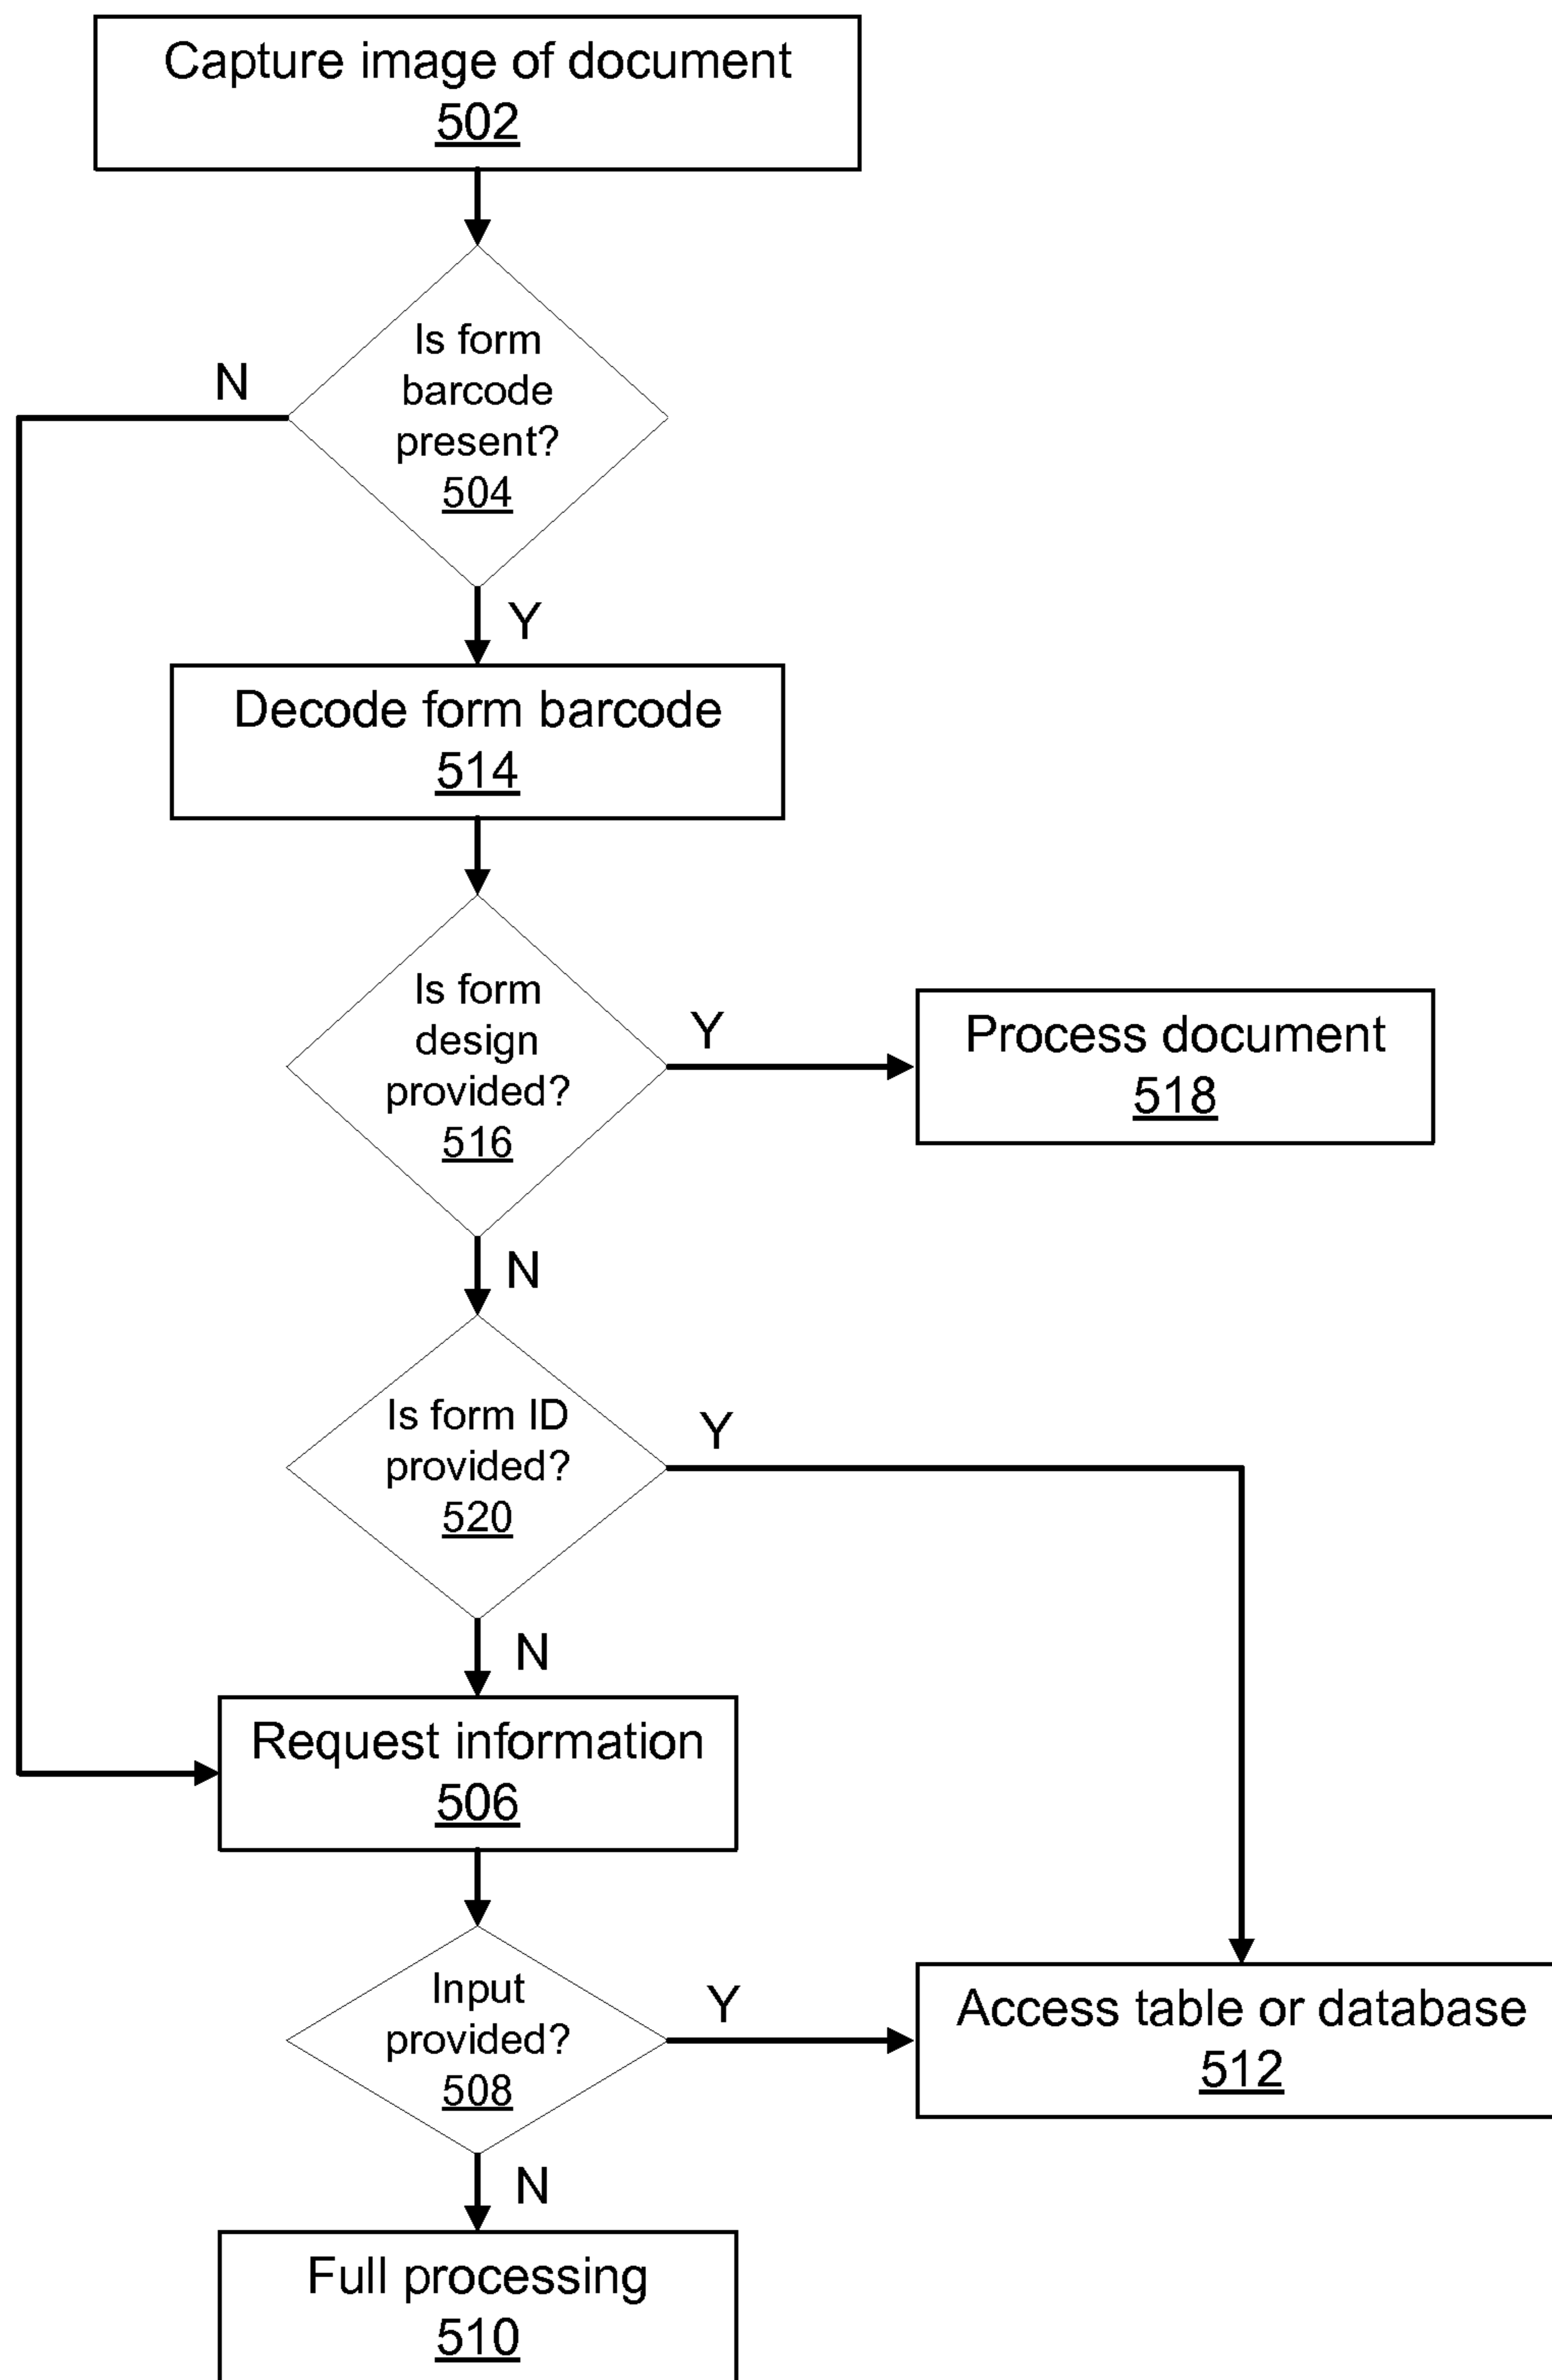 Capture image of document
502
Is form
barcode
present?
504
N
Y
Decode form barcode
514
Is form
design
provided?
516
Y
Process document
518
N
Is form ID
provided?
520
Y
N
Request information
506
Input
provided?
508
Y
Access table or database
512
N
Full processing
510